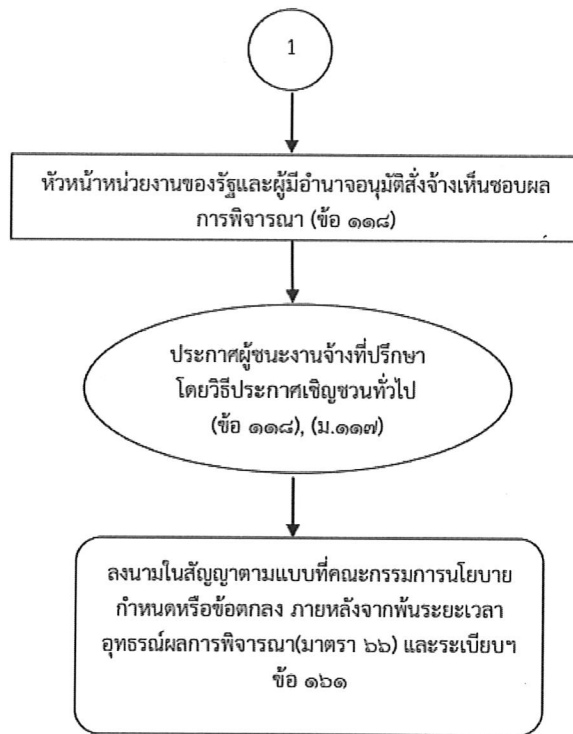 1
หัวหน้าหน่วยงานของรัฐและผู้มีอำนาจอนุมัติสั่งจ้างเห็นชอบผล
การพิจารณา (ข้อ ๑๑๘)
ประกาศผู้ชนะงานจ้างที่ปรึกษา
โดยวิธีประกาศเชิญชวนทั่วไป
(ข้อ ๑๑๘), (ม.๑๑๗)
ลงนามในสัญญาตามแบบที่คณะกรรมการนโยบาย
กำหนดหรือข้อตกลง ภายหลังจากพ้นระยะเวลา
อุทธรณ์ผลการพิจารณา(มาตรา ๖๖) และระเบียบฯ
ข้อ ๑๖๑